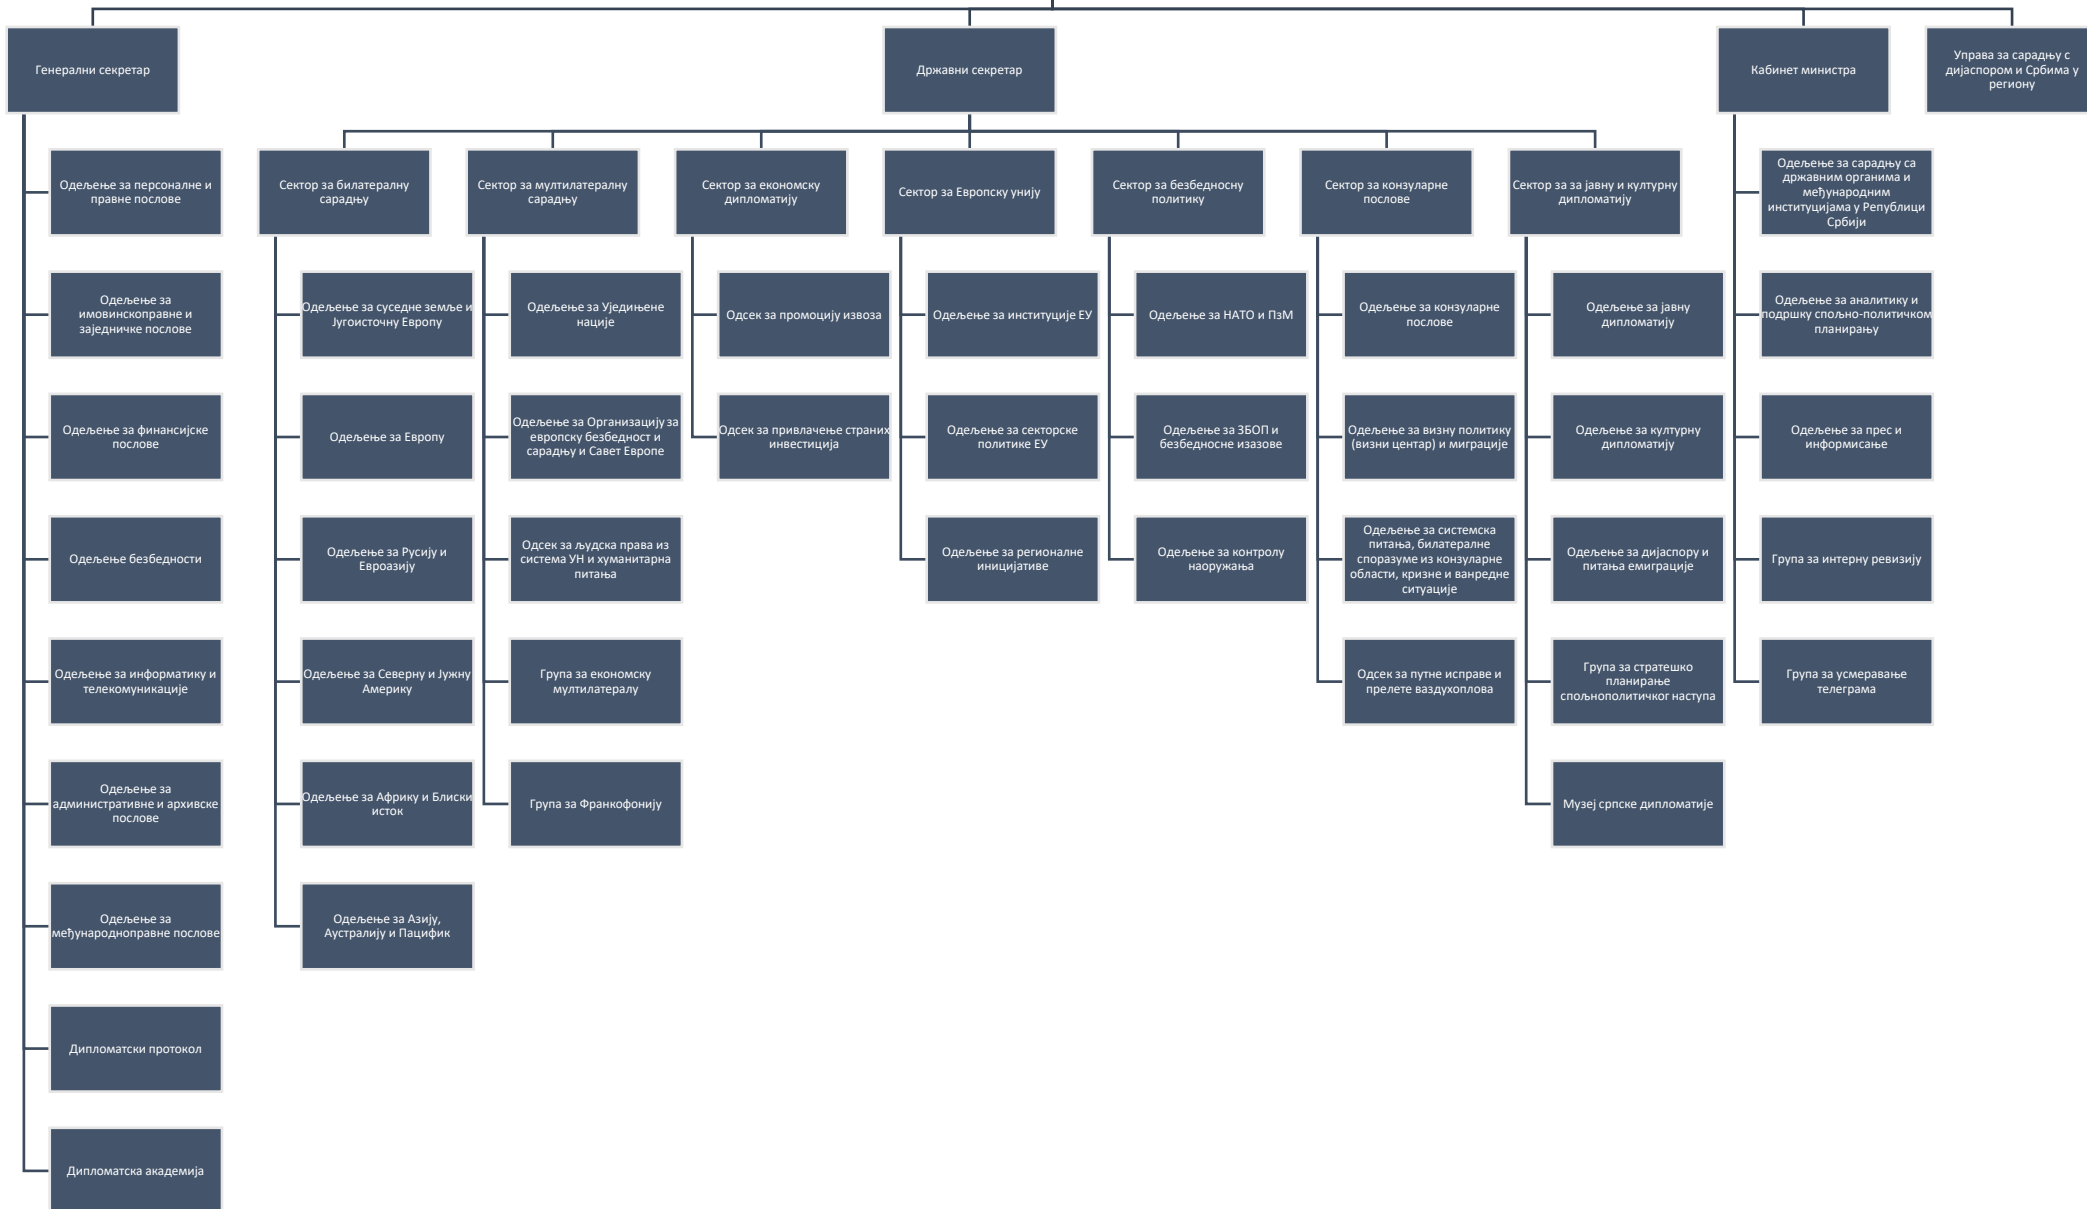 Генерални секретар
Државни секретар
Кабинет министра
Управа за сарадњу с
дијаспором и Србима у
региону
Одељење за персоналне и
правне послове
Одељење за
имовинскоправне и
заједничке послове
Одељење за финансијске
послове
Одељење безбедности
Одељење за информатику и
телекомуникације
Одељење за
административне и архивске
послове
Одељење за
међународноправне послове
Дипломатски протокол
Дипломатска академија
Сектор за билатералну
сарадњу
Одељење за суседне земље и
Југоисточну Европу
Одељење за Европу
Одељење за Русију и
Евроазију
Одељење за Северну и Јужну
Америку
Одељење за Африку и Блиски
исток
Одељење за Азију,
Аустралију и Пацифик
Сектор за мултилатералну
сарадњу
Одељење за Уједињене
нације
Одељење за Организацију за
европску безбедност и
сарадњу и Савет Европе
Одсек за људска права из
система УН и хуманитарна
питања
Група за економску
мултилатералу
Група за Франкофонију
Сектор за економску
дипломатију
Одсек за промоцију извоза
Одсек за привлачење страних
инвестиција
Сектор за Европску унију
Одељење за институције ЕУ
Одељење за секторске
политике ЕУ
Одељење за регионалне
иницијативе
Сектор за безбедносну
политику
Одељење за НАТО и ПзМ
Одељење за ЗБОП и
безбедносне изазове
Одељење за контролу
наоружања
Сектор за конзуларне
послове
Одељење за конзуларне
послове
Одељење за визну политику
(визни центар) и миграције
Одељење за системска
питања, билатералне
споразуме из конзуларне
области, кризне и ванредне
ситуације
Одсек за путне исправе и
прелете ваздухоплова
Сектор за за јавну и културну
дипломатију
Одељење за јавну
дипломатију
Одељење за културну
дипломатију
Одељење за дијаспору и
питања емиграције
Група за стратешко
планирање
спољнополитичког наступа
Музеј српске дипломатије
Одељење за сарадњу са
државним органима и
међународним
институцијама у Републици
Србији
Одељење за аналитику и
подршку спољно-политичком
планирању
Одељење за прес и
информисање
Група за интерну ревизију
Група за усмеравање
телеграма